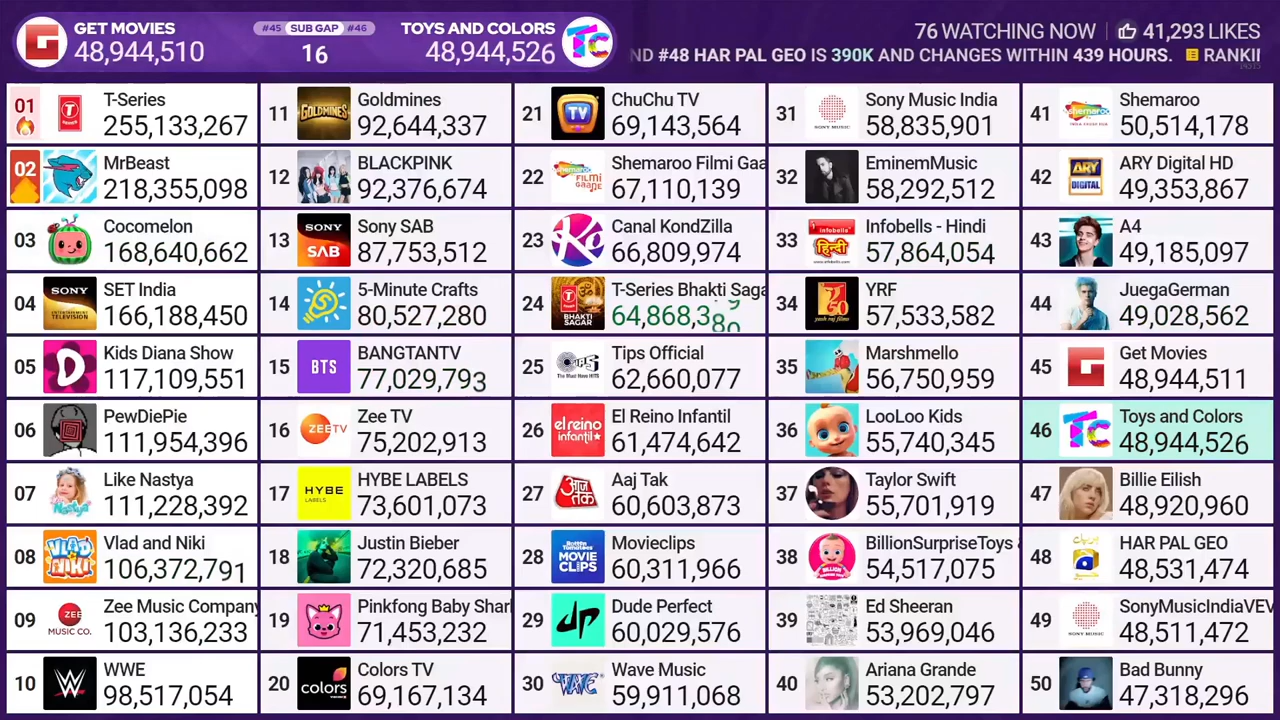 GET MOVIES
48,944,510
#45 SUB GAP #46
16
TOYS AND COLORS
48,944,526
76 WATCHING NOW
41,293 LIKES
ND #48 HAR PAL GEO IS 390K AND CHANGES WITHIN 439 HOURS. RANKII
01 T-Series
255,133,267
02 MrBeast
218,355,098
03 Cocomelon
168,640,662
04 SET India
166,188,450
05 Kids Diana Show
117,109,551
06 PewDiePie
111,954,396
07 Like Nastya
111,228,392
08 Vlad and Niki
106,372,791
09 Zee Music Company
103,136,233
10 WWE
98,517,054
11 Goldmines
92,644,337
12 BLACKPINK
92,376,674
13 Sony SAB
87,753,512
14 5-Minute Crafts
80,527,280
15 BANGTANTV
77,029,793
16 Zee TV
75,202,913
17 HYBE LABELS
73,601,073
18 Justin Bieber
72,320,685
19 Pinkfong Baby Shar
71,453,232
20 Colors TV
69,167,134
21 ChuChu TV
69,143,564
22 Shemaroo Filmi Gaa
67,110,139
23 Canal KondZilla
66,809,974
24 T-Series Bhakti Saga
64,868,3
25 Tips Official
62,660,077
26 El Reino Infantil
61,474,642
27 Aaj Tak
60,603,873
28 Movieclips
60,311,966
29 Dude Perfect
60,029,576
30 Wave Music
59,911,068
31 Sony Music India
58,835,901
32 EminemMusic
58,292,512
33 Infobells - Hindi
57,864,054
34 YRF
57,533,582
35 Marshmello
56,750,959
36 LooLoo Kids
55,740,345
37 Taylor Swift
55,701,919
38 BillionSurpriseToys
54,517,075
39 Ed Sheeran
53,969,046
40 Ariana Grande
53,202,797
41 Shemaroo
50,514,178
42 ARY Digital HD
49,353,867
43 A4
49,185,097
44 JuegaGerman
49,028,562
45 Get Movies
48,944,511
46 Toys and Colors
48,944,526
47 Billie Eilish
48,920,960
48 HAR PAL GEO
48,531,474
49 SonyMusicIndiaVEV
48,511,472
50 Bad Bunny
47,318,296